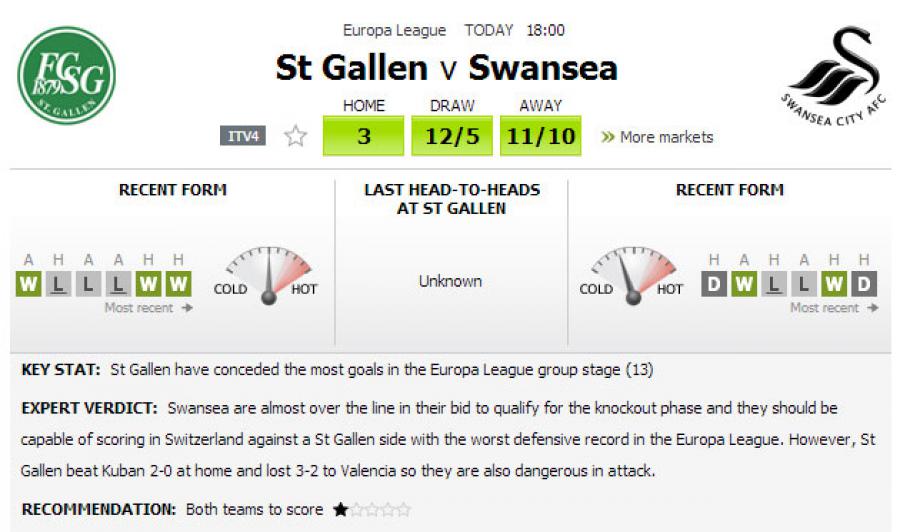 Europa League TODAY 18:00
St Gallen v Swansea
FCSG
1879
ST. GALLEN
SWANSEA CITY AFC
HOME DRAW AWAY
ITV4 3 12/5 11/10 » More markets
RECENT FORM
A H A A H H
W L L L W W
Most recent →
COLD HOT
LAST HEAD-TO-HEADS
AT ST GALLEN
Unknown
RECENT FORM
COLD HOT
H A H A H H
D W L L W D
Most recent →
KEY STAT: St Gallen have conceded the most goals in the Europa League group stage (13)
EXPERT VERDICT: Swansea are almost over the line in their bid to qualify for the knockout phase and they should be
capable of scoring in Switzerland against a St Gallen side with the worst defensive record in the Europa League. However, St
Gallen beat Kuban 2-0 at home and lost 3-2 to Valencia so they are also dangerous in attack.
RECOMMENDATION: Both teams to score ★☆☆☆☆